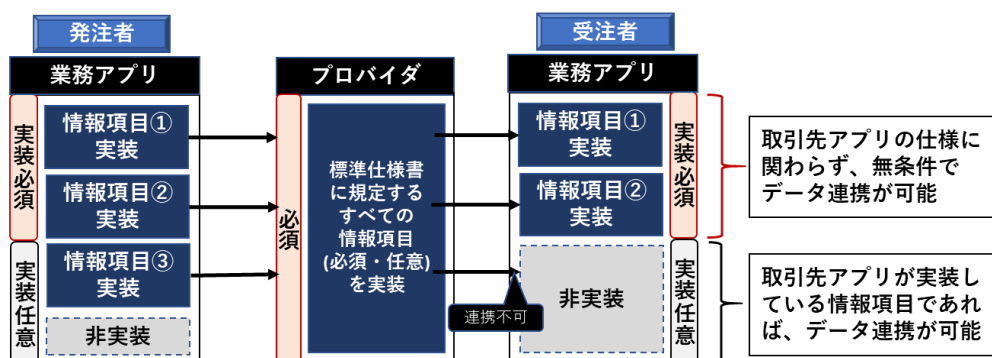 発注者
業務アプリ
実装必須
情報項目①
実装
情報項目②
実装
実装任意
情報項目③
実装
非実装
プロバイダ
必須
標準仕様書
に規定する
すべての
情報項目
(必須・任意)
を実装
受注者
業務アプリ
情報項目①
実装
情報項目②
実装
実装必須
非実装
連携不可
実装任意
取引先アプリの仕様に
関わらず、無条件で
データ連携が可能
取引先アプリが実装し
ている情報項目であれ
ば、データ連携が可能